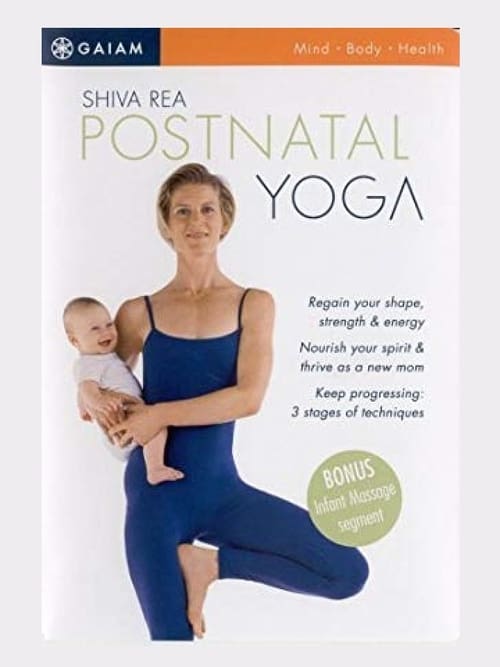 GAIAM
Mind • Body • Health
SHIVA REA
POSTNATAL
YOGA
Regain your shape,
strength & energy
Nourish your spirit &
thrive as a new mom
Keep progressing:
3 stages of techniques
BONUS
Infant Massage
segment